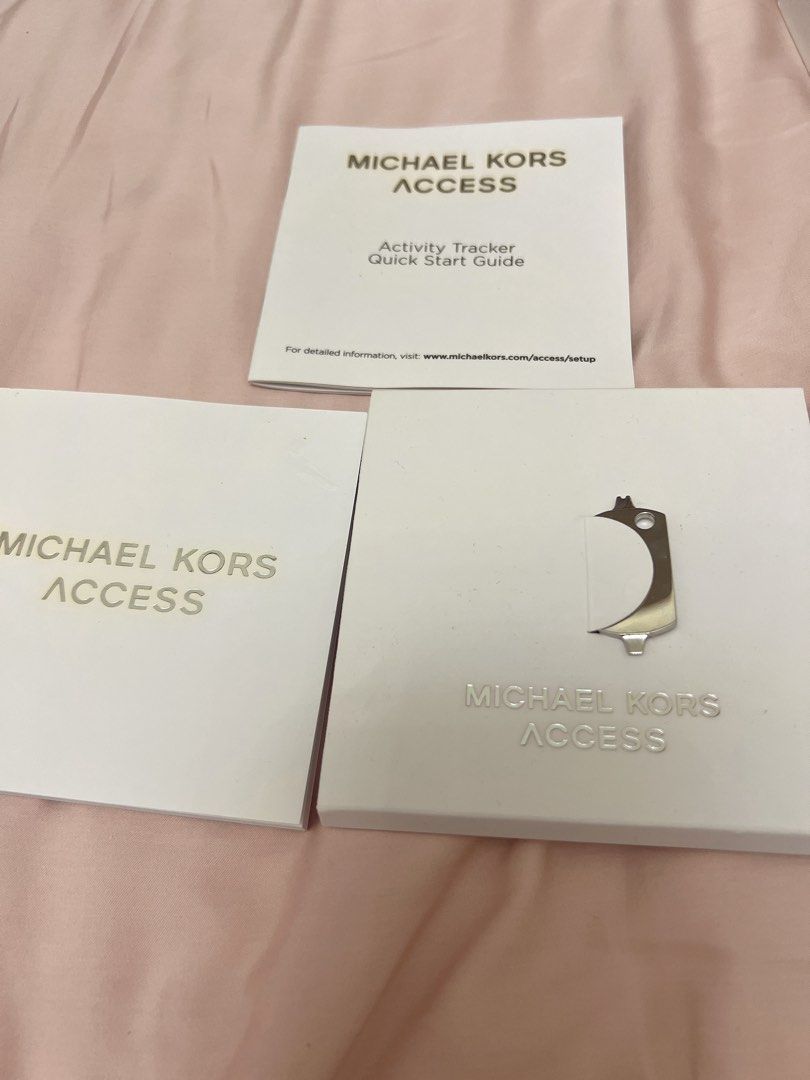 MICHAEL KORS
ACCESS
Activity Tracker
Quick Start Guide
For detailed information, visit: www.michaelkors.com/access/setup
MICHAEL KORS
ACCESS
MICHAEL KORS
ACCESS